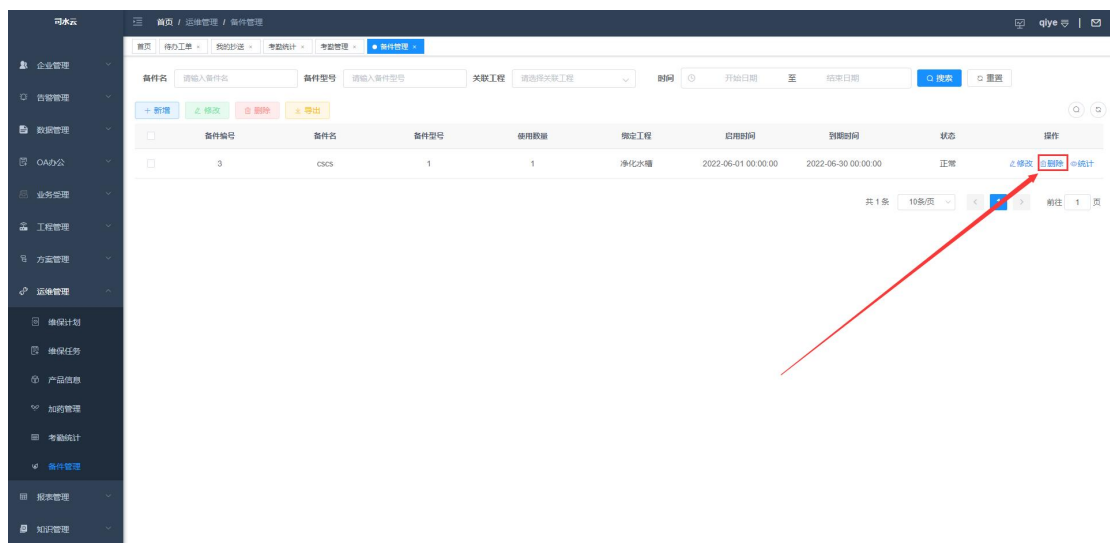 司水云
首页 / 运维管理 / 备件管理
qiye
首页 待办工单 × 我的抄送 × 考勤统计 × 考勤管理 × 备件管理 ×
企业管理
告警管理
数据管理
OA办公
业务受理
工程管理
方案管理
运维管理
维保计划
维保任务
产品信息
加药管理
考勤统计
备件管理
报表管理
知识管理
备件名 请输入备件名 备件型号 请输入备件型号 关联工程 请选择关联工程 时间 开始日期 至 结束日期 搜索 重置
+ 新增 修改 删除 导出
备件编号 备件名 备件型号 使用数量 绑定工程 启用时间 到期时间 状态 操作
3 cscs 1 1 净化水槽 2022-06-01 00:00:00 2022-06-30 00:00:00 正常 修改 删除 统计
共 1 条 10条/页 < 1 > 前往 1 页